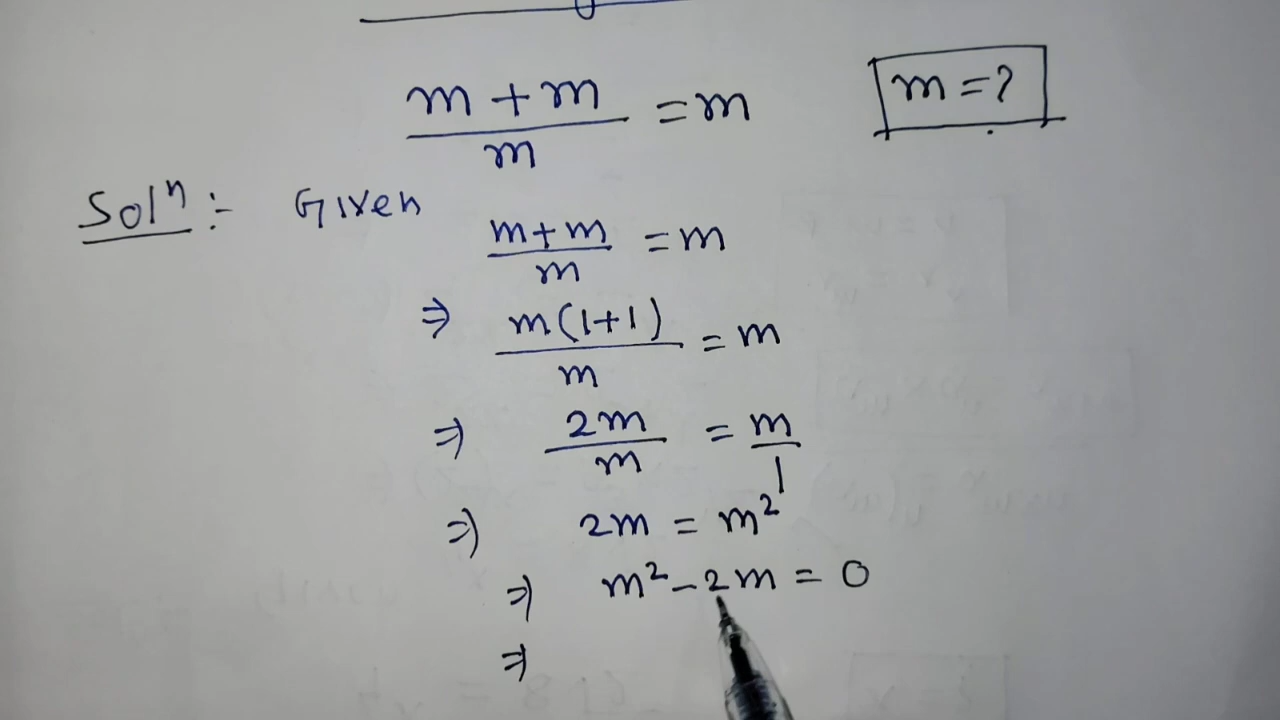 m + m / m = m
m = ?
Solⁿ :- Given
m + m / m = m
⇒ m(1+1) / m = m
⇒ 2m / m = m / 1
⇒ 2m = m²
⇒ m² - 2m = 0
⇒